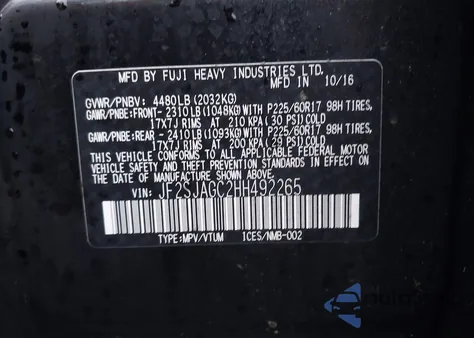 MFD BY FUJI HEAVY INDUSTRIES LTD.
MFD IN 10/16
GVWR/PNBV: 4480LB (2032KG)
GAWR/PNBE:FRONT- 2310LB (1048KG)WITH P225/60R17 98H TIRES,
17x7J RIMS AT 210 KPA (30 PSI)COLD
GAWR/PNBE:REAR - 2410LB (1093KG)WITH P225/60R17 98H TIRES,
17x7J RIMS AT 200 KPA (29 PSI)COLD
THIS VEHICLE CONFORMS TO ALL APPLICABLE FEDERAL MOTOR
VEHICLE SAFETY AND THEFT PREVENTION STANDARDS IN EFFECT ON THE
DATE OF MANUFACTURE SHOWN ABOVE.
VIN: JF2SJAGC2HH492265
TYPE:MPV/VTUM ICES/NMB-002